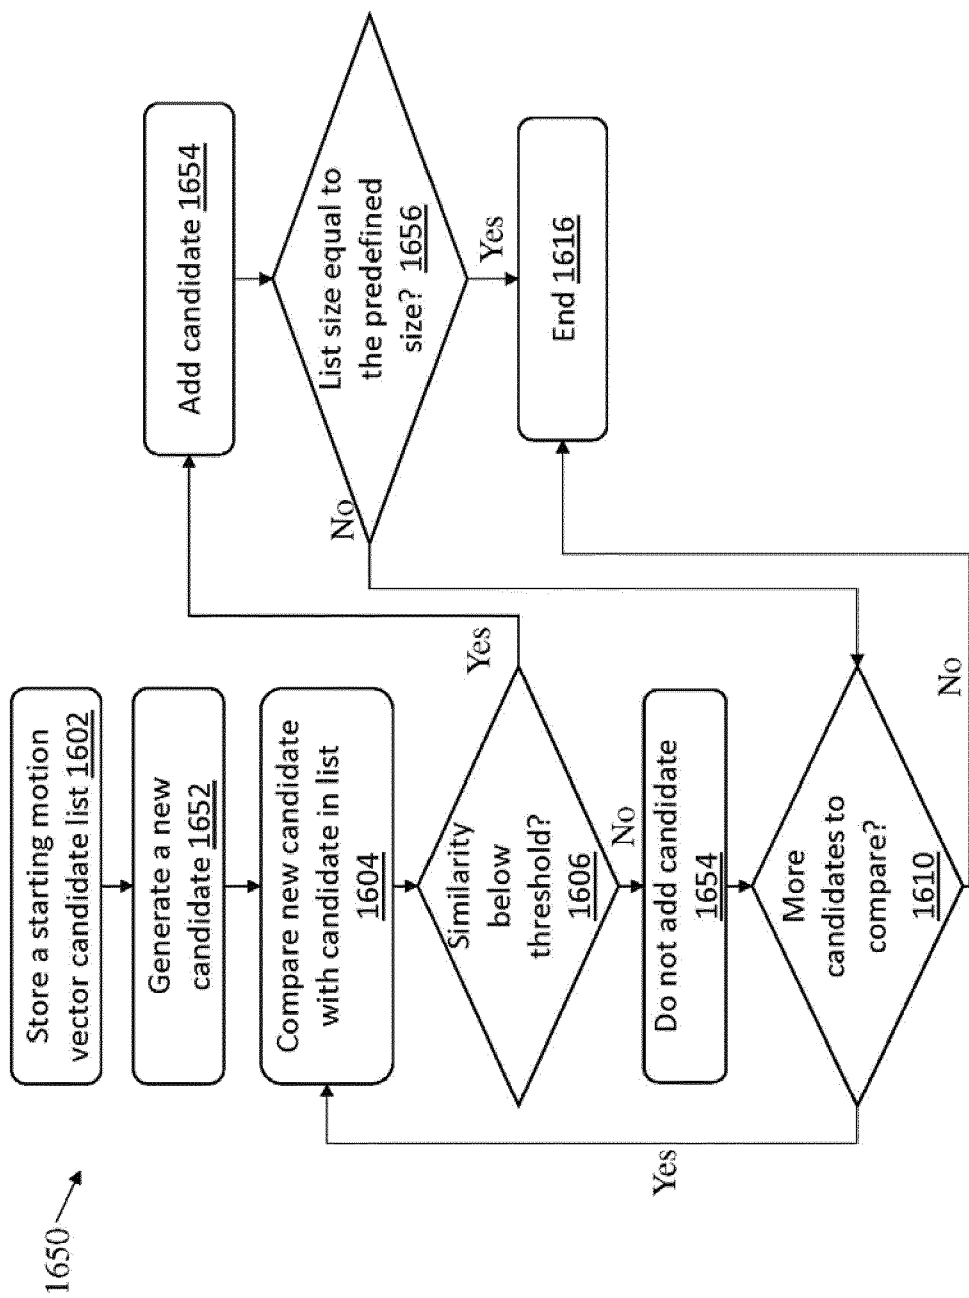 1650
Store a starting motion
vector candidate list 1602
Generate a new
candidate 1652
Compare new candidate
with candidate in list
1604
Similarity
below
threshold?
1606
Yes
No
Do not add candidate
1654
More
candidates to
compare?
1610
Yes
No
Add candidate 1654
List size equal to
the predefined
size? 1656
No
Yes
End 1616